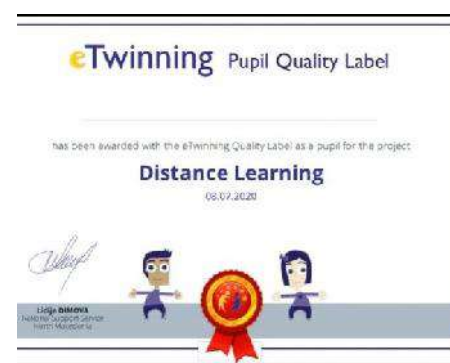 eTwinning Pupil Quality Label
has been awarded with the eTwinning Quality Label as a pupil for the project
Distance Learning
08.07.2020
Lidija DIMOVA
National Support Service
North Macedonia